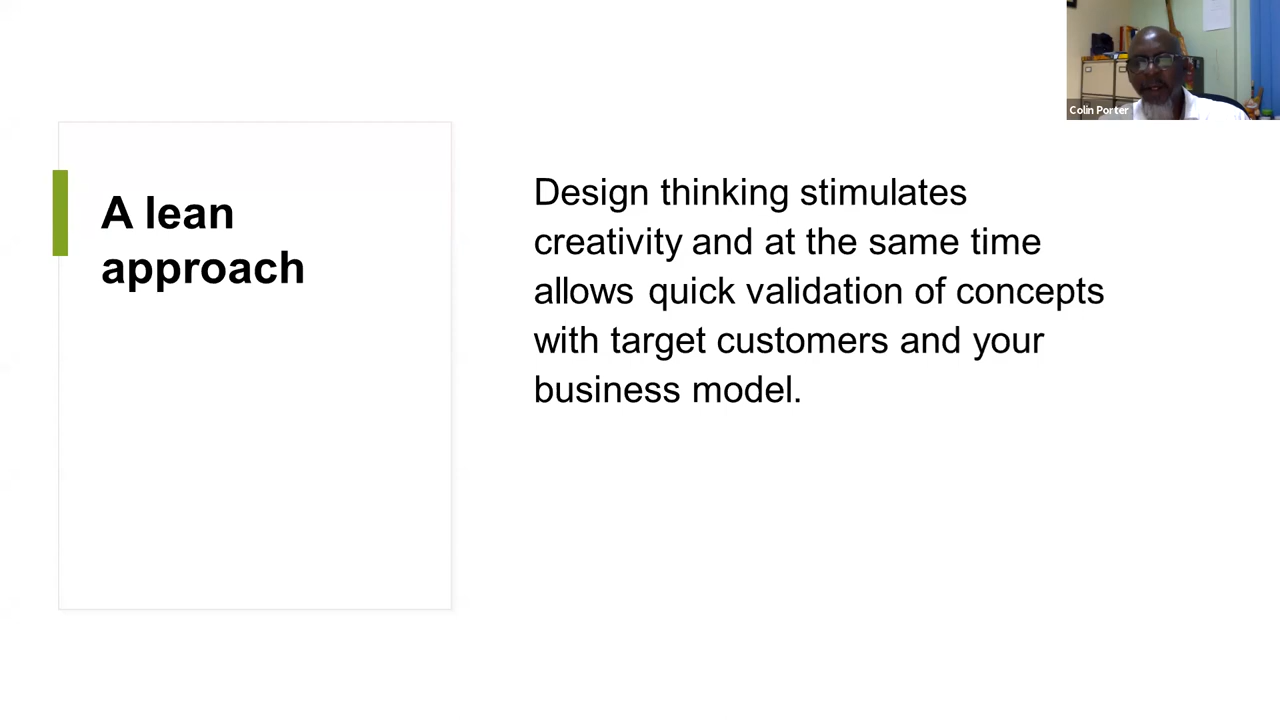 Colin Porter
A lean
approach
Design thinking stimulates
creativity and at the same time
allows quick validation of concepts
with target customers and your
business model.